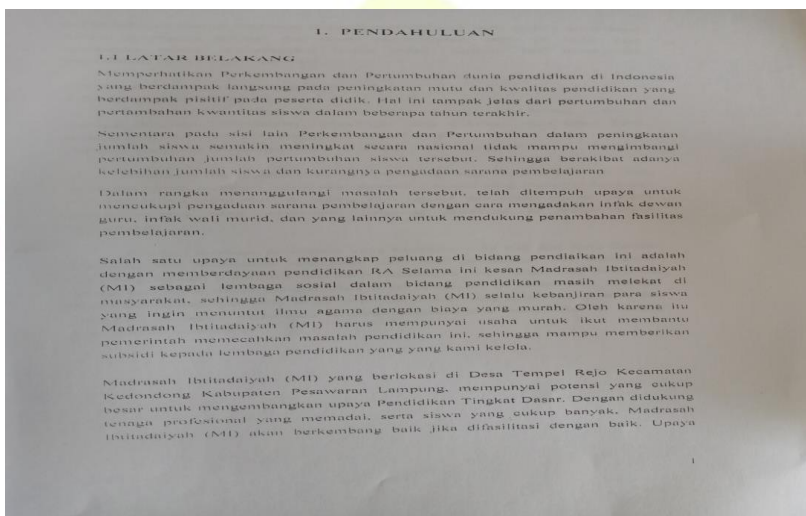 1. PENDAHULUAN
1.1 LATAR BELAKANG
Memperhatikan Perkembangan dan Pertumbuhan dunia pendidikan di Indonesia
yang berdampak langsung pada peningkatan mutu dan kwalitas pendidikan yang
berdampak pisitif pada peserta didik. Hal ini tampak jelas dari pertumbuhan dan
pertambahan kwantitas siswa dalam beberapa tahun terakhir.
Sementara pada sisi lain Perkembangan dan Pertumbuhan dalam peningkatan
jumlah siswa semakin meningkat secara nasional tidak mampu mengimbangi
pertumbuhan jumlah pertumbuhan siswa tersebut. Sehingga berakibat adanya
kelebihan jumlah siswa dan kurangnya pengadaan sarana pembelajaran
Dalam rangka menanggulangi masalah tersebut, telah ditempuh upaya untuk
mencukupi pengadaan sarana pembelajaran dengan cara mengadakan infak dewan
guru, infak wali murid, dan yang lainnya untuk mendukung penambahan fasilitas
pembelajaran.
Salah satu upaya untuk menangkap peluang di bidang pendiaikan ini adalah
dengan memberdnyaan pendidikan RA Selama ini kesan Madrasah Ibtitadaiyah
(MI) sebagai lembaga sosial dalam bidang pendidikan masih melekat di
masyarakat, sehingga Madrasah Ibtitadaiyah (MI) selalu kebanjiran para siswa
yang ingin menuntut ilmu agama dengan biaya yang murah. Oleh karena itu
Madrasah Ibtitadaiyah (MI) harus mempunyai usaha untuk ikut membantu
pemerintah memecahkan masalah pendidikan ini, sehingga mampu memberikan
subsidi kepada lembaga pendidikan yang yang kami kelola.
Madrasah Ibtitadaiyah (MI) yang berlokasi di Desa Tempel Rejo Kecamatan
Kedondong Kabupaten Pesawaran Lampung, mempunyai potensi yang cukup
besar untuk mengembangkan upaya Pendidikan Tingkat Dasar. Dengan didukung
tenaga profesional yang memadai, serta siswa yang cukup banyak, Madrasah
Ibtitadaiyah (MI) akan berkembang baik jika difasilitasi dengan baik. Upaya
1